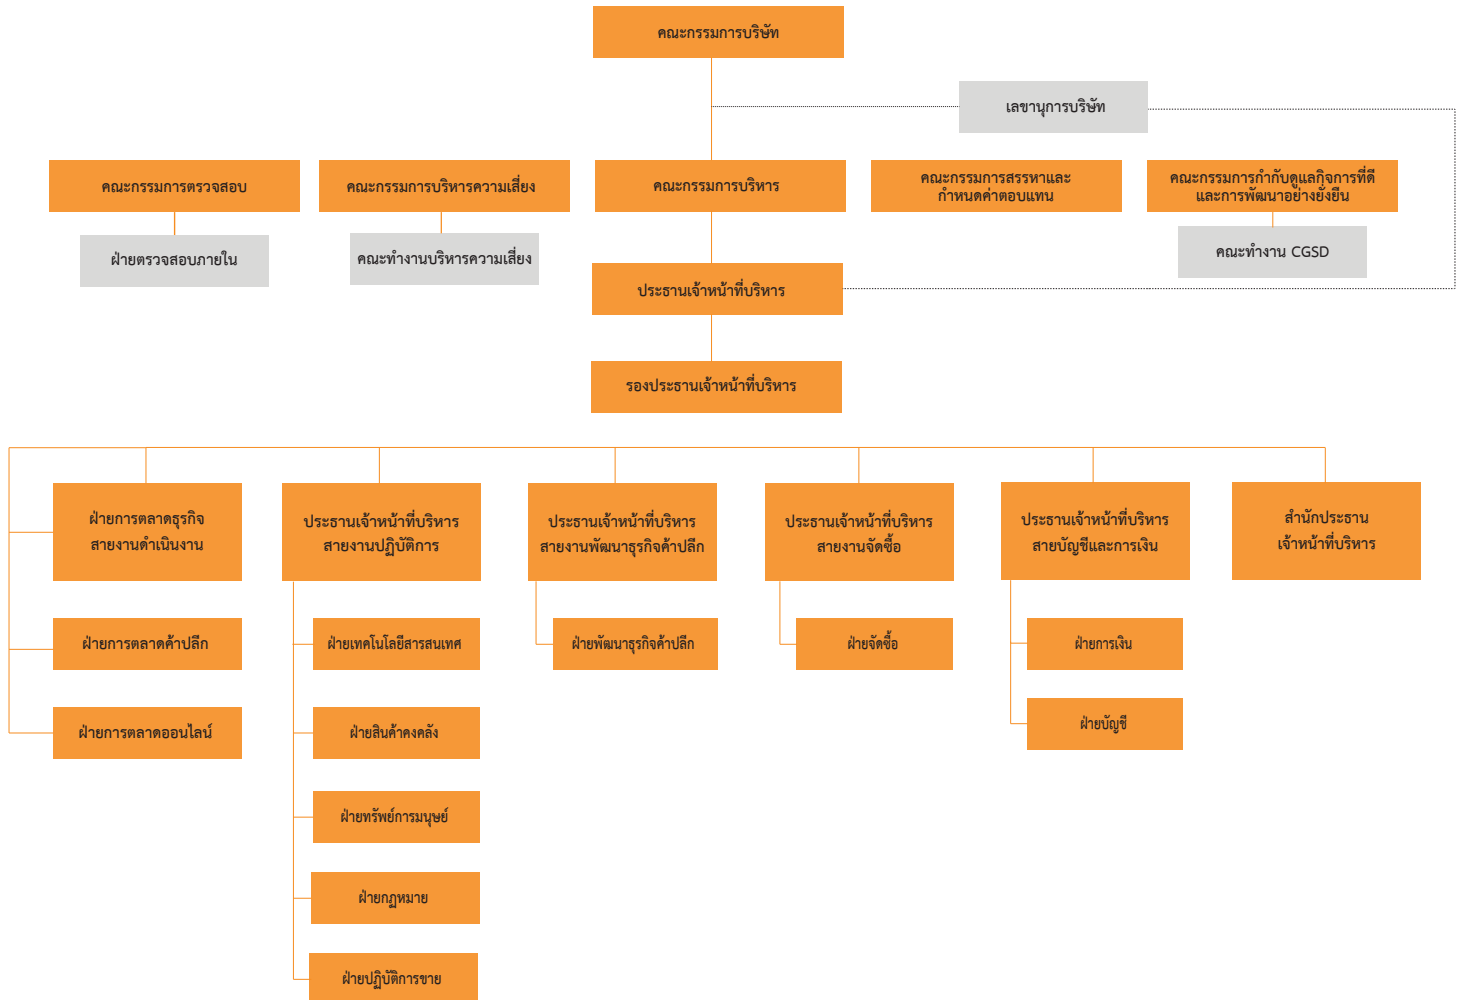 คณะกรรมการบริษัท
เลขานุการบริษัท
คณะกรรมการตรวจสอบ
คณะกรรมการบริหารความเสี่ยง
คณะกรรมการบริหาร
คณะกรรมการสรรหาและ
กำหนดค่าตอบแทน
คณะกรรมการกำกับดูแลกิจการที่ดี
และการพัฒนาอย่างยั่งยืน
ฝ่ายตรวจสอบภายใน
คณะทำงานบริหารความเสี่ยง
คณะทำงาน CGSD
ประธานเจ้าหน้าที่บริหาร
รองประธานเจ้าหน้าที่บริหาร
ฝ่ายการตลาดธุรกิจ
สายงานดำเนินงาน
ประธานเจ้าหน้าที่บริหาร
สายงานปฏิบัติการ
ประธานเจ้าหน้าที่บริหาร
สายงานพัฒนาธุรกิจค้าปลีก
ประธานเจ้าหน้าที่บริหาร
สายงานจัดซื้อ
ประธานเจ้าหน้าที่บริหาร
สายบัญชีและการเงิน
สำนักประธาน
เจ้าหน้าที่บริหาร
ฝ่ายการตลาดค้าปลีก
ฝ่ายเทคโนโลยีสารสนเทศ
ฝ่ายพัฒนาธุรกิจค้าปลีก
ฝ่ายจัดซื้อ
ฝ่ายการเงิน
ฝ่ายการตลาดออนไลน์
ฝ่ายสินค้าคงคลัง
ฝ่ายบัญชี
ฝ่ายทรัพย์การมนุษย์
ฝ่ายกฎหมาย
ฝ่ายปฏิบัติการขาย